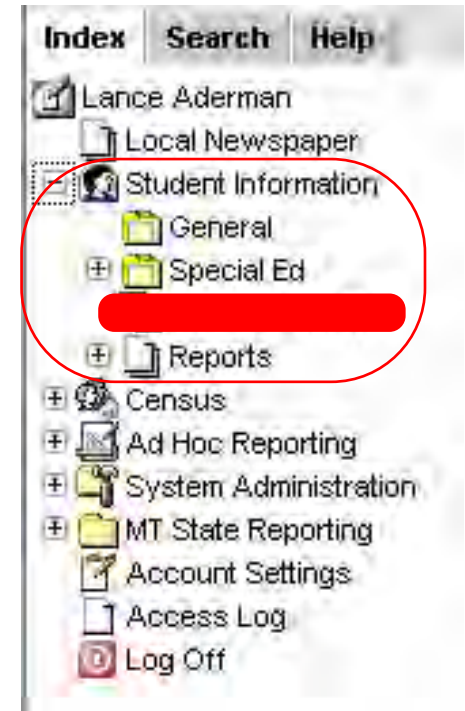 Index Search Help
Lance Aderman
Local Newspaper
Student Information
General
Special Ed
Reports
Census
Ad Hoc Reporting
System Administration
MT State Reporting
Account Settings
Access Log
Log Off